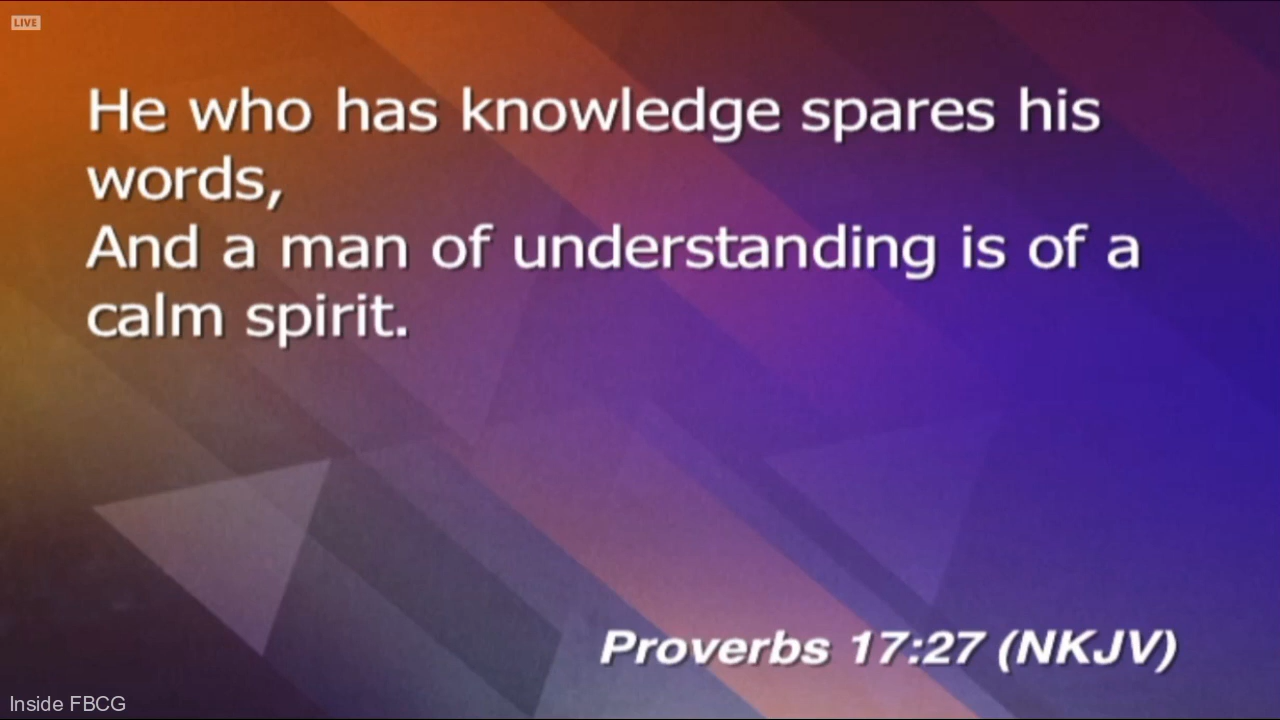 LIVE
He who has knowledge spares his
words,
And a man of understanding is of a
calm spirit.
Proverbs 17:27 (NKJV)
Inside FBCG